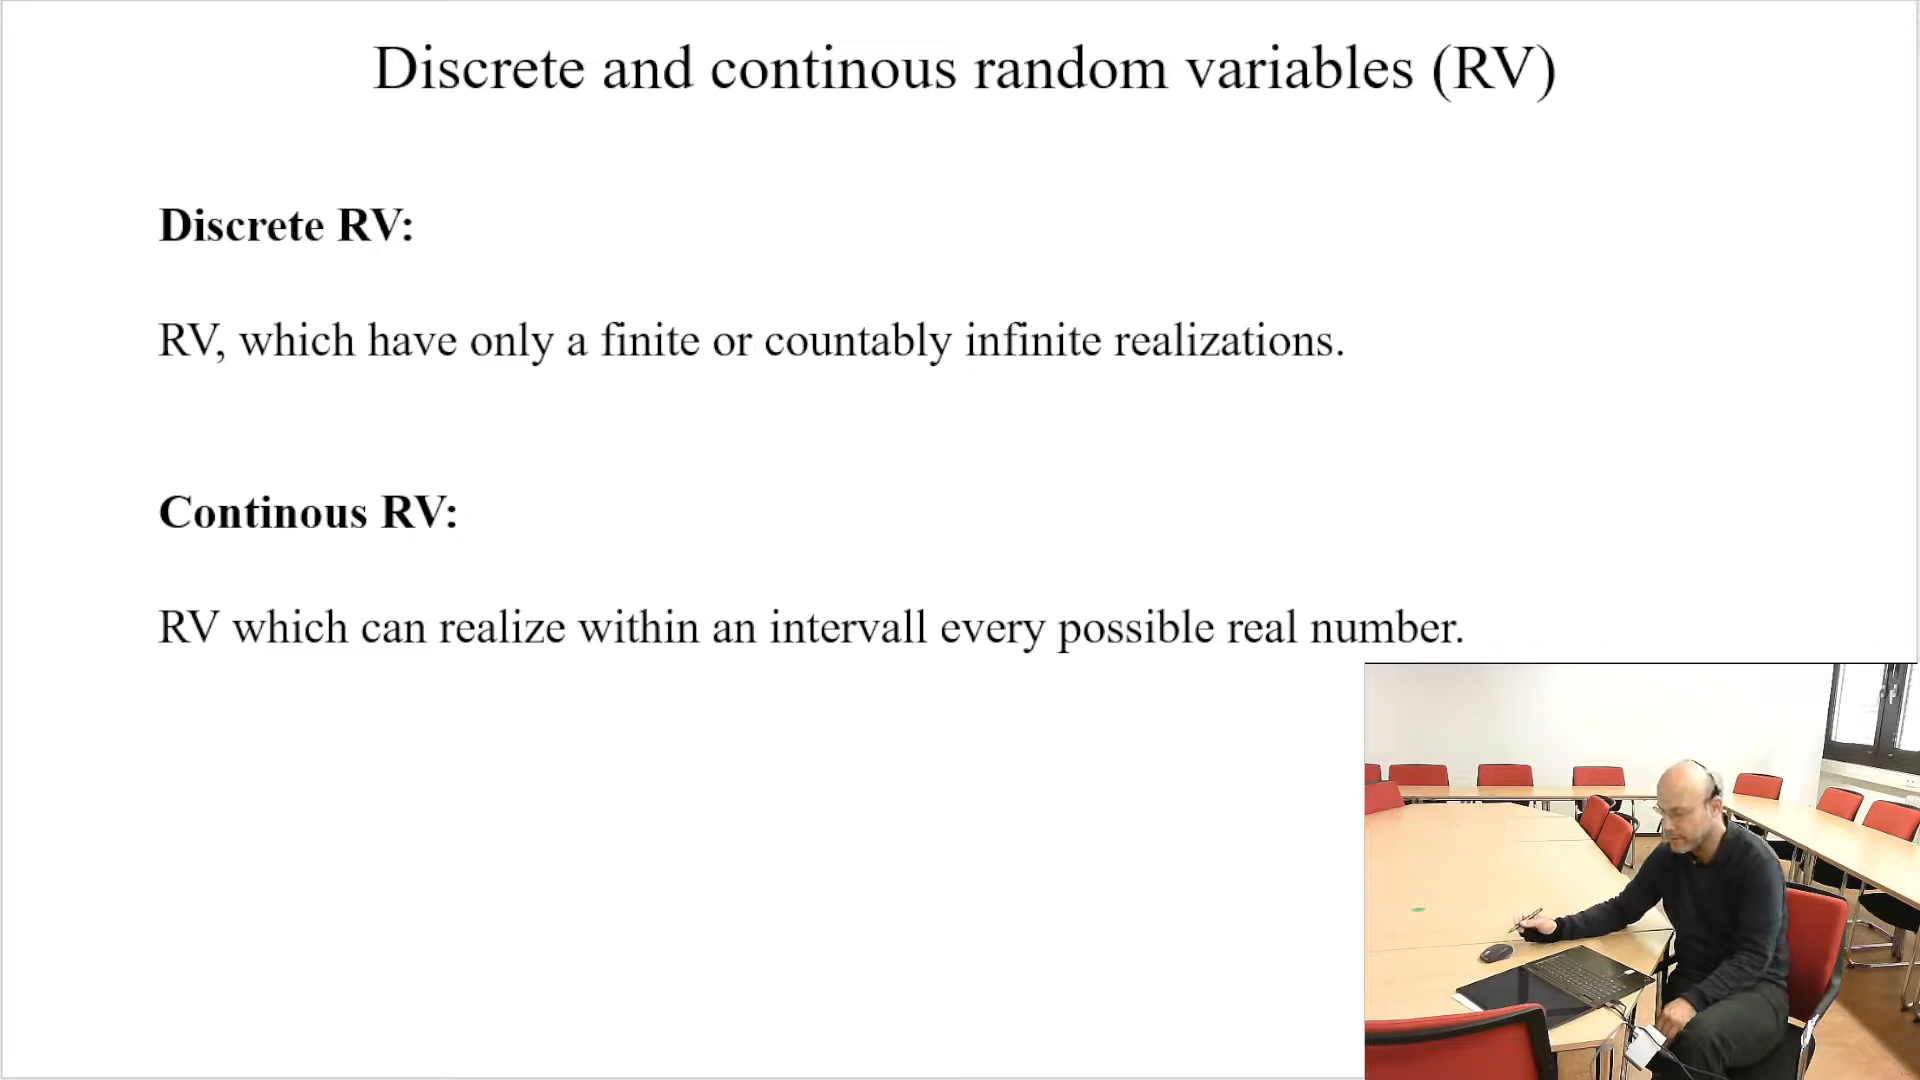 Discrete and continous random variables (RV)
Discrete RV:
RV, which have only a finite or countably infinite realizations.
Continous RV:
RV which can realize within an intervall every possible real number.